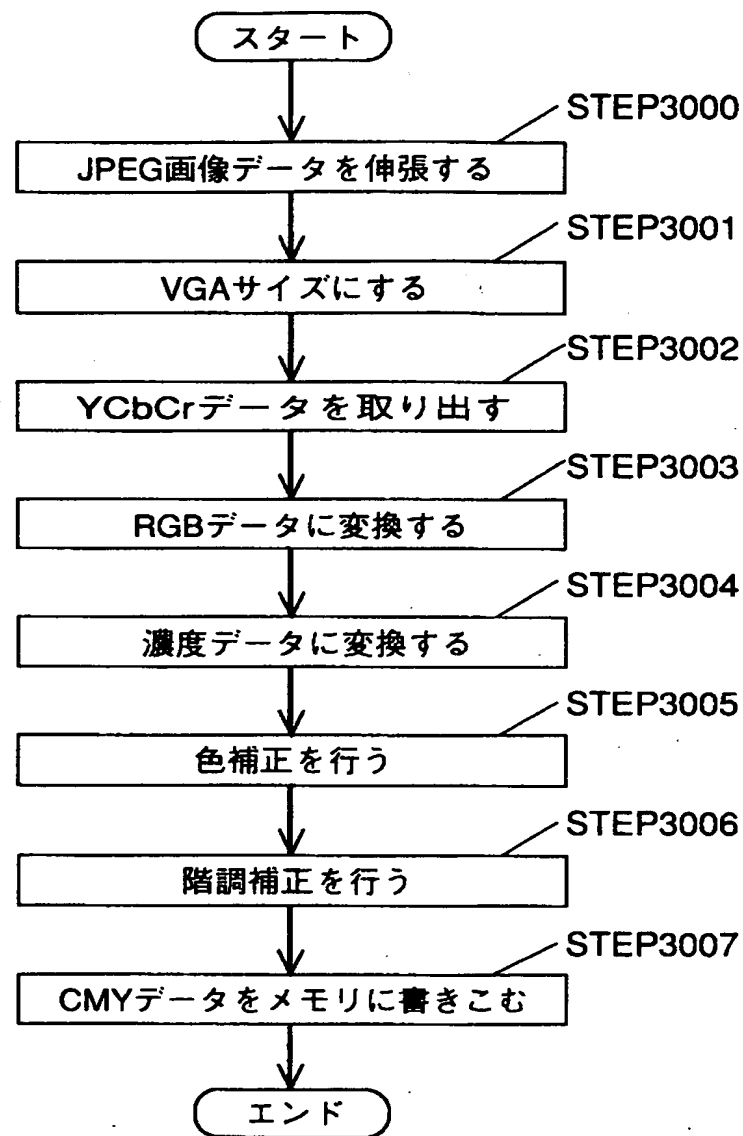 スタート
STEP3000
JPEG画像データを伸張する
STEP3001
VGAサイズにする
STEP3002
YCbCrデータを取り出す
STEP3003
RGBデータに変換する
STEP3004
濃度データに変換する
STEP3005
色補正を行う
STEP3006
階調補正を行う
STEP3007
CMYデータをメモリに書きこむ
エンド